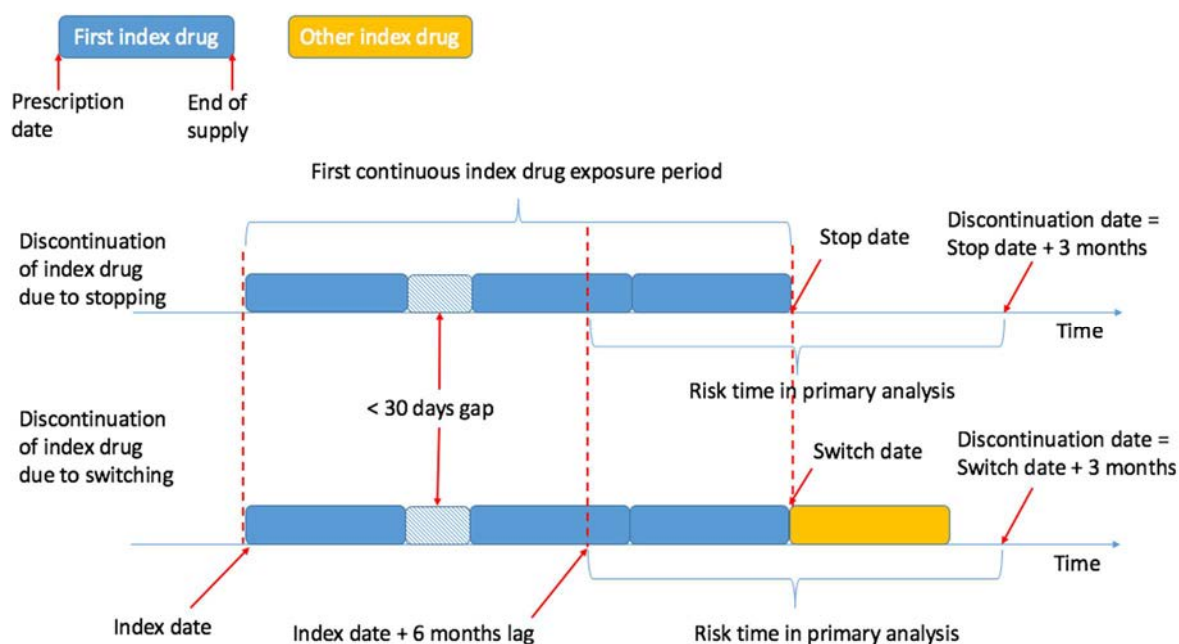 First index drug
Other index drug
Prescription
date
End of
supply
First continuous index drug exposure period
Discontinuation
of index drug
due to stopping
Stop date
Discontinuation date =
Stop date + 3 months
Time
Risk time in primary analysis
< 30 days gap
Discontinuation
of index drug
due to switching
Switch date
Discontinuation date =
Switch date + 3 months
Time
Index date
Index date + 6 months lag
Risk time in primary analysis